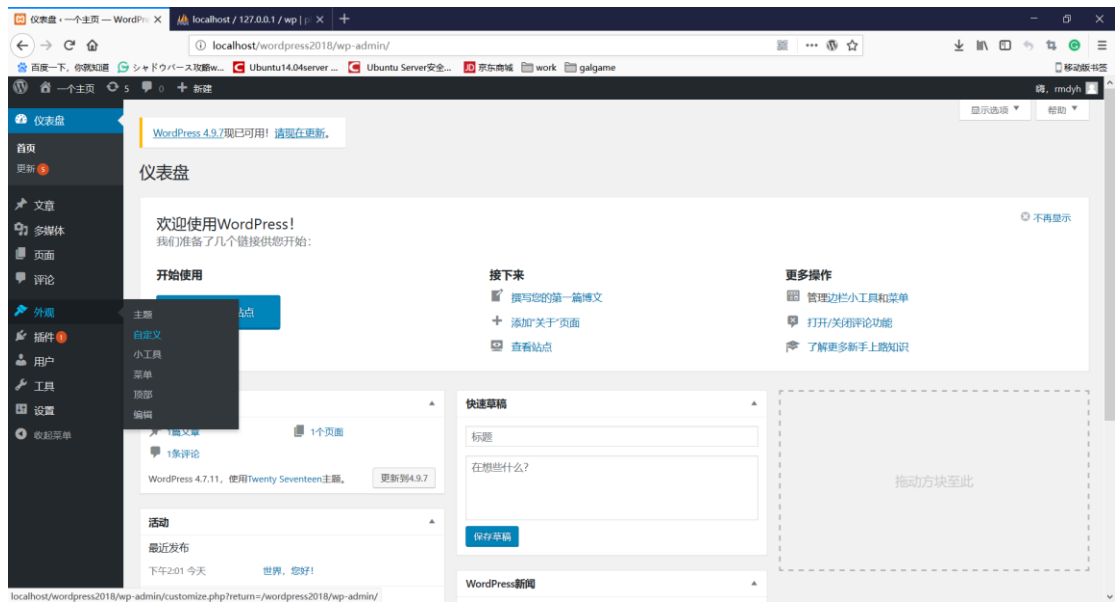 仪表盘 ‹ 一个主页 — WordPre
localhost / 127.0.0.1 / wp | p
localhost/wordpress2018/wp-admin/
百度一下，你就知道
シャドウバース攻略w...
Ubuntu14.04server ...
Ubuntu Server安全...
京东商城
work
galgame
移动版书签
一个主页
5
0
新建
嗨，rmdyh
仪表盘
首页
更新 5
文章
多媒体
页面
评论
外观
插件 1
用户
工具
设置
收起菜单
主题
自定义
小工具
菜单
顶部
编辑
显示选项
帮助
WordPress 4.9.7现已可用！请现在更新。
仪表盘
欢迎使用WordPress！
我们准备了几个链接供您开始：
不再显示
开始使用
站点
接下来
撰写您的第一篇博文
添加“关于”页面
查看站点
更多操作
管理边栏小工具和菜单
打开/关闭评论功能
了解更多新手上路知识
1篇文章
1个页面
1条评论
WordPress 4.7.11，使用Twenty Seventeen主题。
更新到4.9.7
活动
最近发布
下午2:01 今天
世界，您好！
快速草稿
标题
在想些什么？
保存草稿
WordPress新闻
拖动方块至此
localhost/wordpress2018/wp-admin/customize.php?return=/wordpress2018/wp-admin/